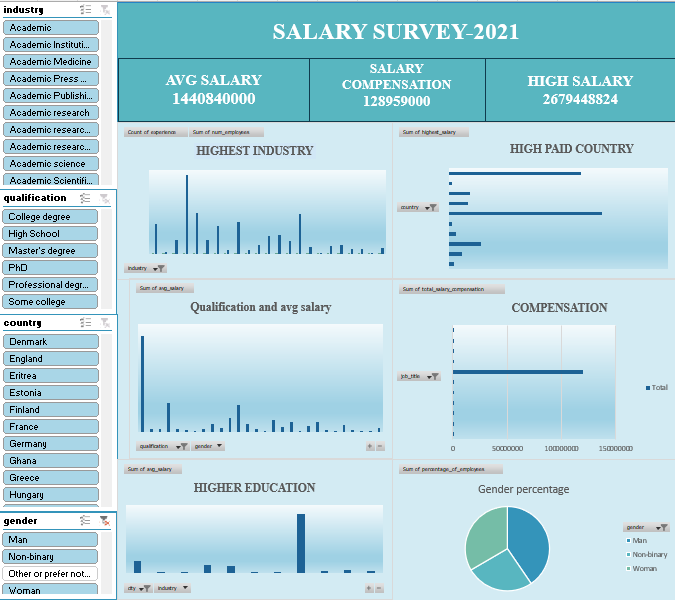 industry
Academic
Academic Instituti...
Academic Medicine
Academic Press ...
Academic Publishi...
Academic research
Academic researc...
Academic researc...
Academic science
Academic Scientifi...
qualification
College degree
High School
Master's degree
PhD
Professional degr...
Some college
country
Denmark
England
Eritrea
Estonia
Finland
France
Germany
Ghana
Greece
Hungary
gender
Man
Non-binary
Other or prefer not...
Woman
SALARY SURVEY-2021
AVG SALARY
1440840000
SALARY
COMPENSATION
128959000
HIGH SALARY
2679448824
Count of experience
Sum of num_employees
HIGHEST INDUSTRY
industry
Sum of highest_salary
HIGH PAID COUNTRY
country
Sum of avg_salary
Qualification and avg salary
qualification
gender
Sum of total_salary_compensation
COMPENSATION
job_title
Total
0
50000000
100000000
150000000
Sum of avg_salary
HIGHER EDUCATION
city
industry
Sum of percentage_of_employees
Gender percentage
gender
Man
Non-binary
Woman